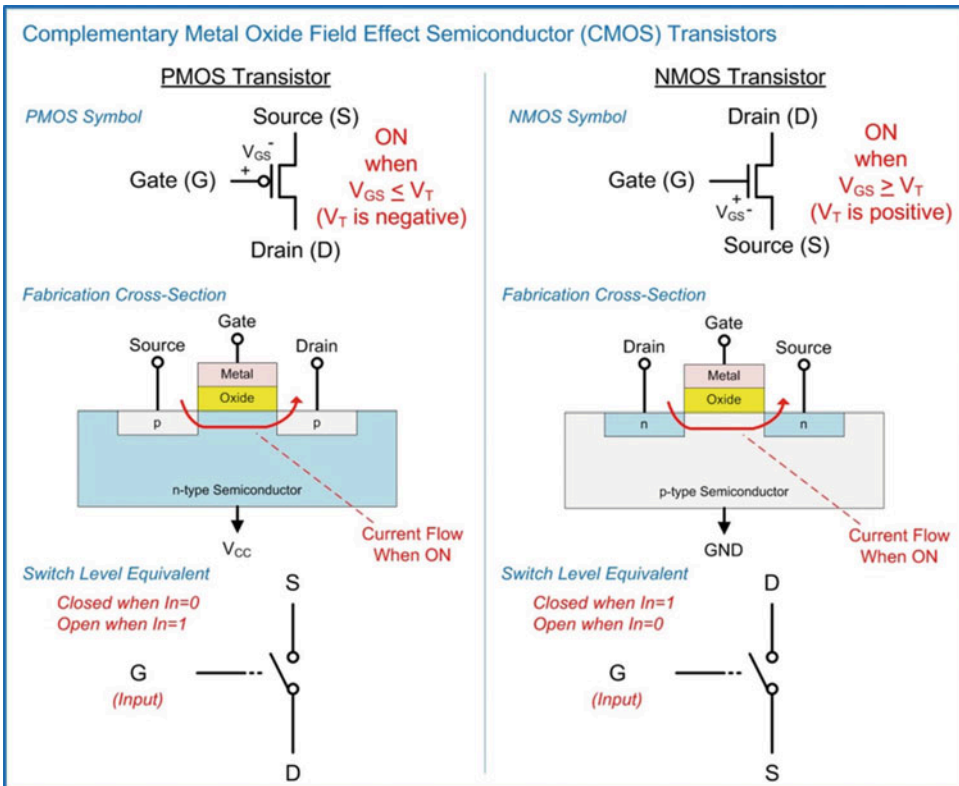 Complementary Metal Oxide Field Effect Semiconductor (CMOS) Transistors
PMOS Transistor
PMOS Symbol
Source (S)
VGS
-
+
Gate (G)
Drain (D)
ON
when
VGS ≤ VT
(VT is negative)
Fabrication Cross-Section
Gate
Source
Drain
Metal
Oxide
p
p
n-type Semiconductor
VCC
Current Flow
When ON
Switch Level Equivalent
Closed when In=0
Open when In=1
S
G
(Input)
D
NMOS Transistor
NMOS Symbol
Drain (D)
Gate (G)
+
VGS-
Source (S)
ON
when
VGS ≥ VT
(VT is positive)
Fabrication Cross-Section
Gate
Drain
Source
Metal
Oxide
n
n
p-type Semiconductor
GND
Current Flow
When ON
Switch Level Equivalent
Closed when In=1
Open when In=0
D
G
(Input)
S